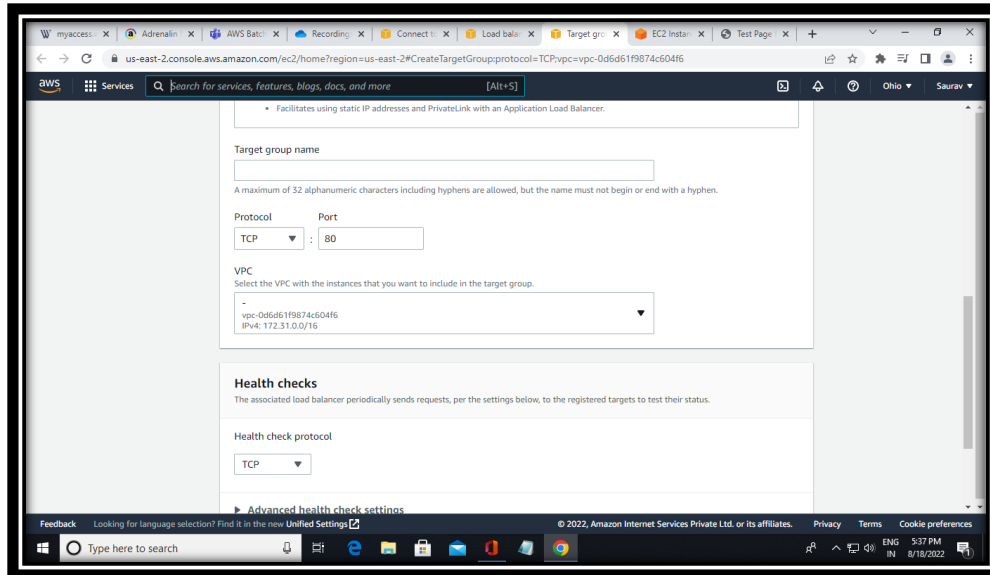 myaccess.
Adrenalin
AWS Batch
Recording
Connect to
Load balan
Target gro
EC2 Instan
Test Page
us-east-2.console.aws.amazon.com/ec2/home?region=us-east-2#CreateTargetGroup:protocol=TCP;vpc=vpc-0d6d61f9874c604f6
aws Services Search for services, features, blogs, docs, and more [Alt+S] Ohio Saurav
• Facilitates using static IP addresses and PrivateLink with an Application Load Balancer.
Target group name
A maximum of 32 alphanumeric characters including hyphens are allowed, but the name must not begin or end with a hyphen.
Protocol Port
TCP : 80
VPC
Select the VPC with the instances that you want to include in the target group.
-
vpc-0d6d61f9874c604f6
IPv4: 172.31.0.0/16
Health checks
The associated load balancer periodically sends requests, per the settings below, to the registered targets to test their status.
Health check protocol
TCP
Advanced health check settings
Feedback Looking for language selection? Find it in the new Unified Settings © 2022, Amazon Internet Services Private Ltd. or its affiliates. Privacy Terms Cookie preferences
Type here to search
ENG 5:37 PM
IN 8/18/2022